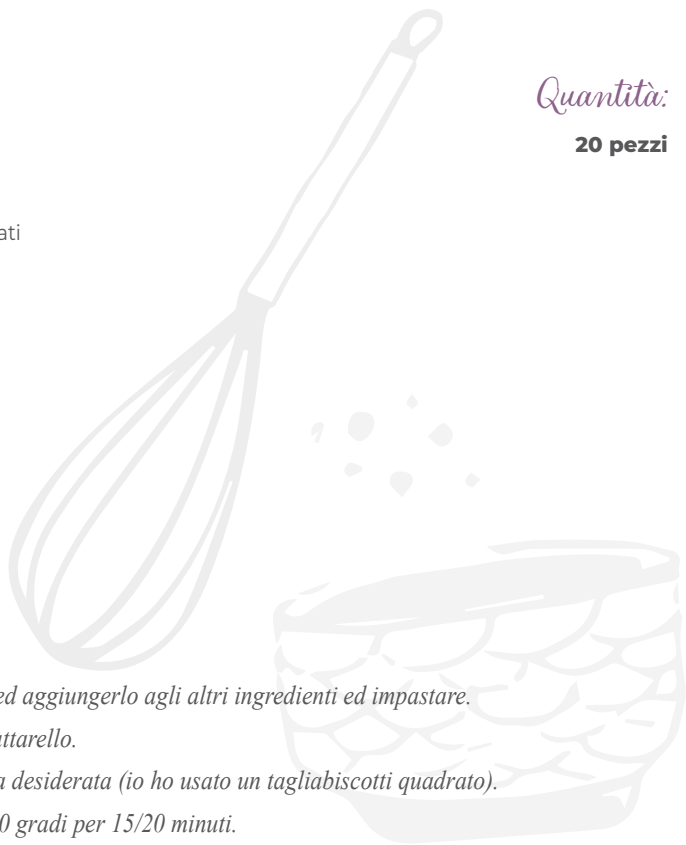 Quantità:
20 pezzi
ati
ed aggiungerlo agli altri ingredienti ed impastare.
attarello.
a desiderata (io ho usato un tagliabiscotti quadrato).
0 gradi per 15/20 minuti.